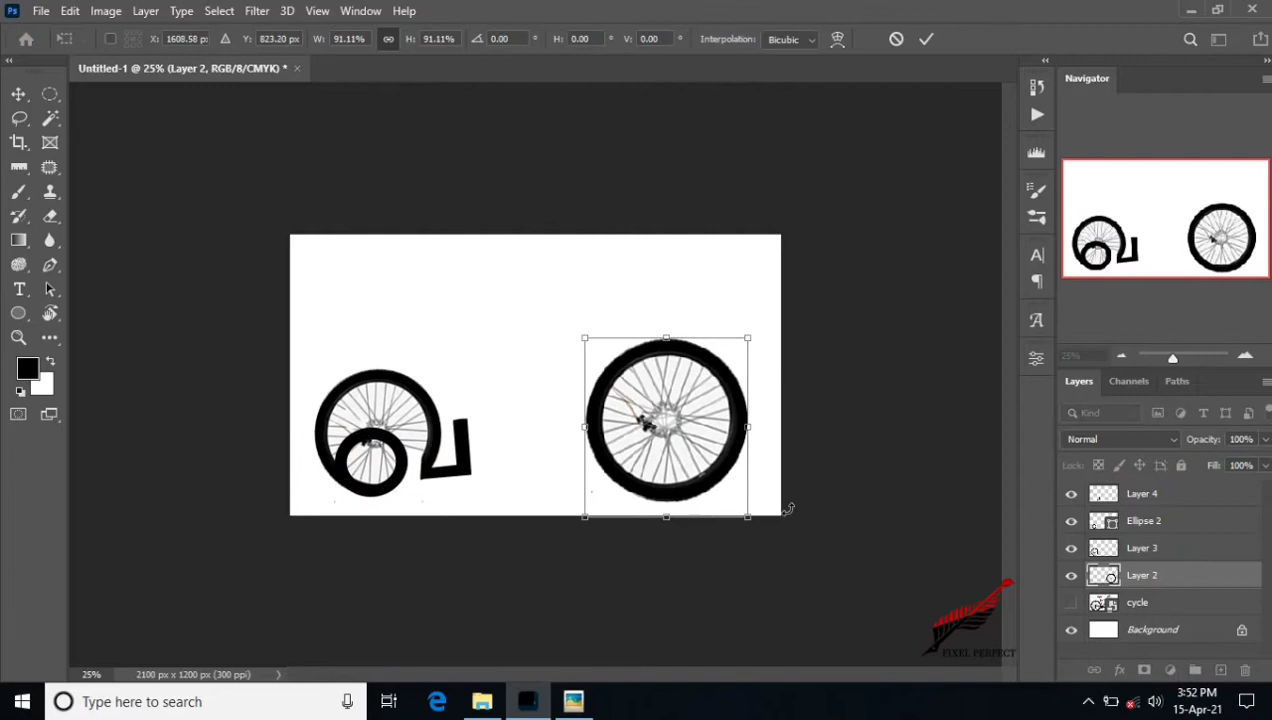 Ps File Edit Image Layer Type Select Filter 3D View Window Help
X: 1608.58 px Y: 823.20 px W: 91.11% H: 91.11% 0.00 ° H: 0.00 ° V: 0.00 ° Interpolation: Bicubic
Untitled-1 @ 25% (Layer 2, RGB/8/CMYK) * ×
Navigator
25%
Layers Channels Paths
Kind
Normal Opacity: 100%
Lock: Fill: 100%
Layer 4
Ellipse 2
Layer 3
Layer 2
cycle
Background
PIXEL PERFECT
25% 2100 px x 1200 px (300 ppi)
Type here to search
3:52 PM
15-Apr-21